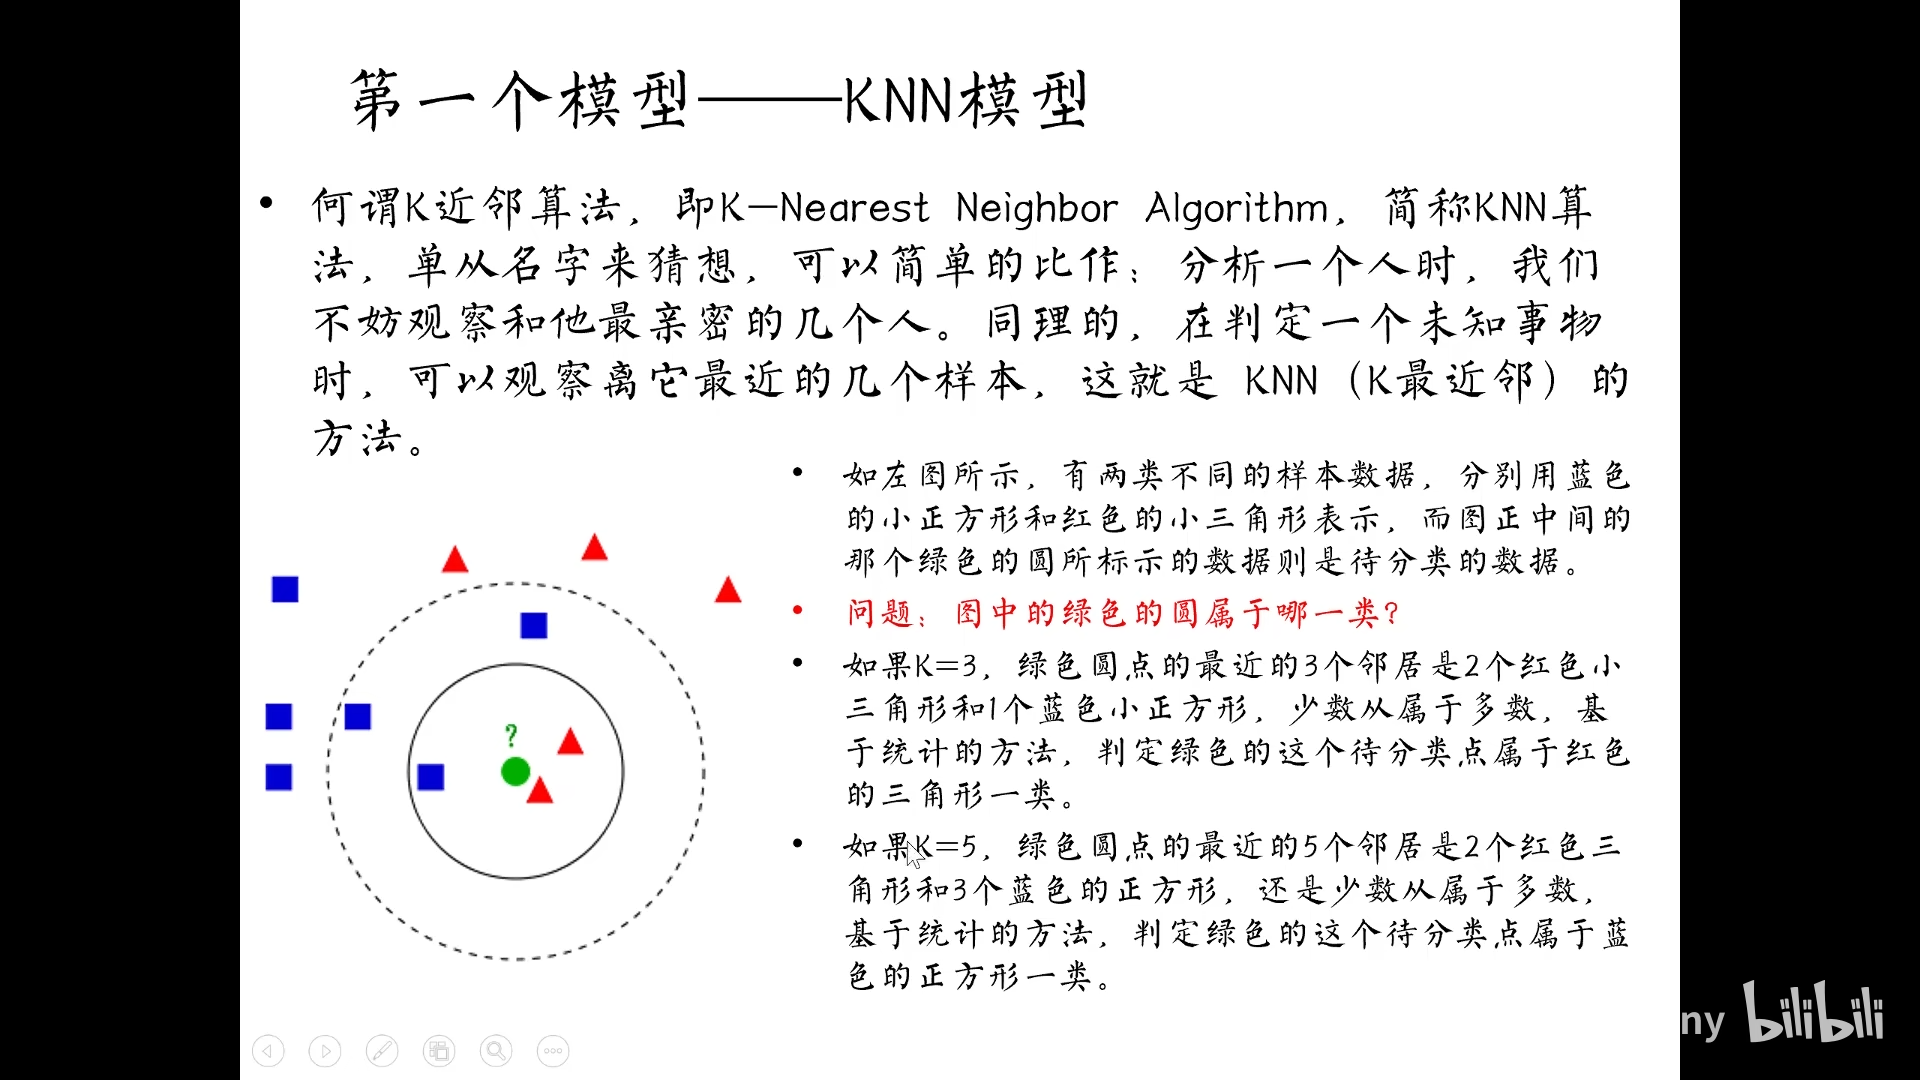 第一个模型——KNN模型
• 何谓K近邻算法，即K-Nearest Neighbor Algorithm，简称KNN算
法，单从名字来猜想，可以简单的比作：分析一个人时，我们
不妨观察和他最亲密的几个人。同理的，在判定一个未知事物
时，可以观察离它最近的几个样本，这就是 KNN（K最近邻）的
方法。
• 如左图所示，有两类不同的样本数据，分别用蓝色
的小正方形和红色的小三角形表示，而图正中间的
那个绿色的圆所标示的数据则是待分类的数据。
• 问题：图中的绿色的圆属于哪一类？
• 如果K=3，绿色圆点的最近的3个邻居是2个红色小
三角形和1个蓝色小正方形，少数从属于多数，基
于统计的方法，判定绿色的这个待分类点属于红色
的三角形一类。
• 如果K=5，绿色圆点的最近的5个邻居是2个红色三
角形和3个蓝色的正方形，还是少数从属于多数，
基于统计的方法，判定绿色的这个待分类点属于蓝
色的正方形一类。
?
ny bilibili